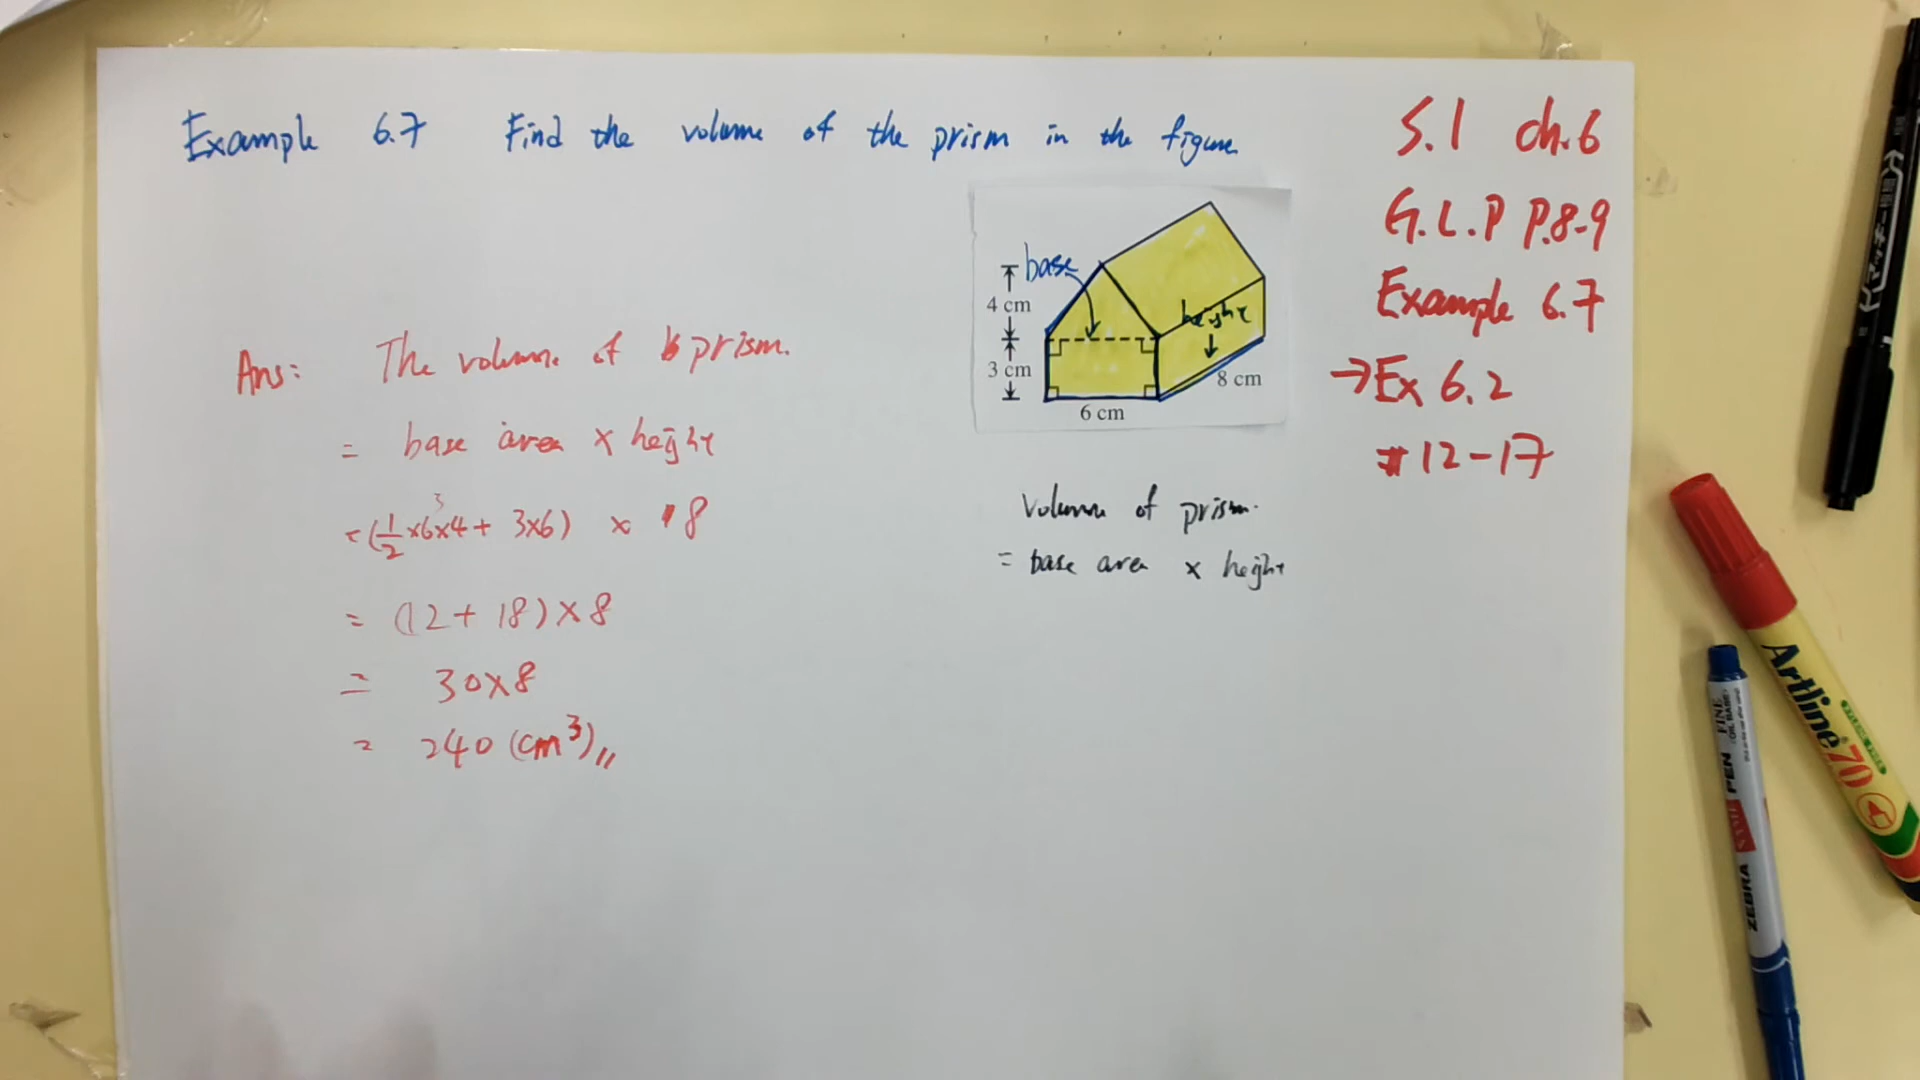 Example 6.7 Find the volume of the prism in the figure
S.1 ch.6
G.L.P P.8-9
Example 6.7
→Ex 6.2
#12-17
base
4 cm
height
3 cm
8 cm
6 cm
Ans: The volume of prism.
= base area × height
= (1/2 ×6×4 + 3×6) × 8
3
= (12 + 18) × 8
= 30×8
= 240 (cm³)〃
Volume of prism.
= base area × height
Artline 70
ZEBRA
PEN FINE